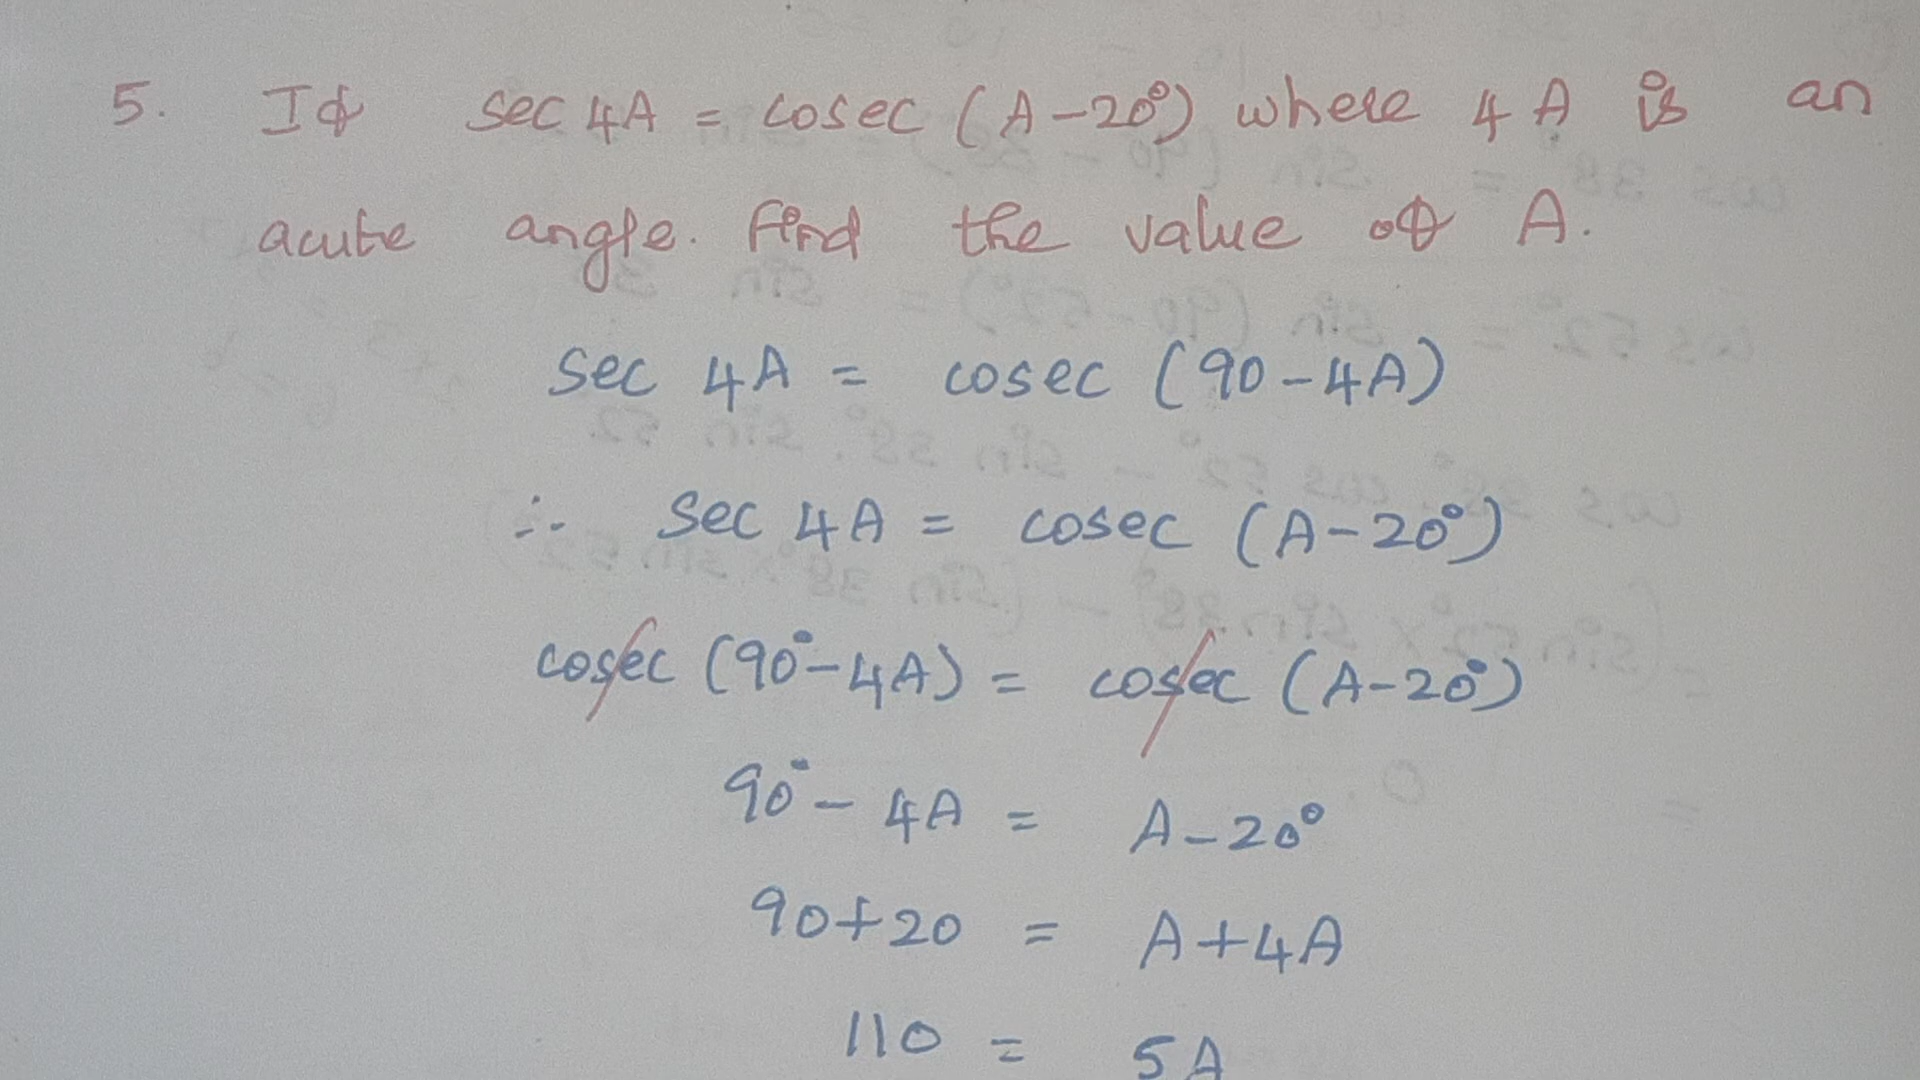 5. If sec 4A = cosec (A-20°) where 4A is an
acute angle. find the value of A.
sec 4A = cosec (90-4A)
∴ sec 4A = cosec (A-20°)
cosec (90°-4A) = cosec (A-20°)
90°- 4A = A-20°
90+20 = A+4A
110 = 5A